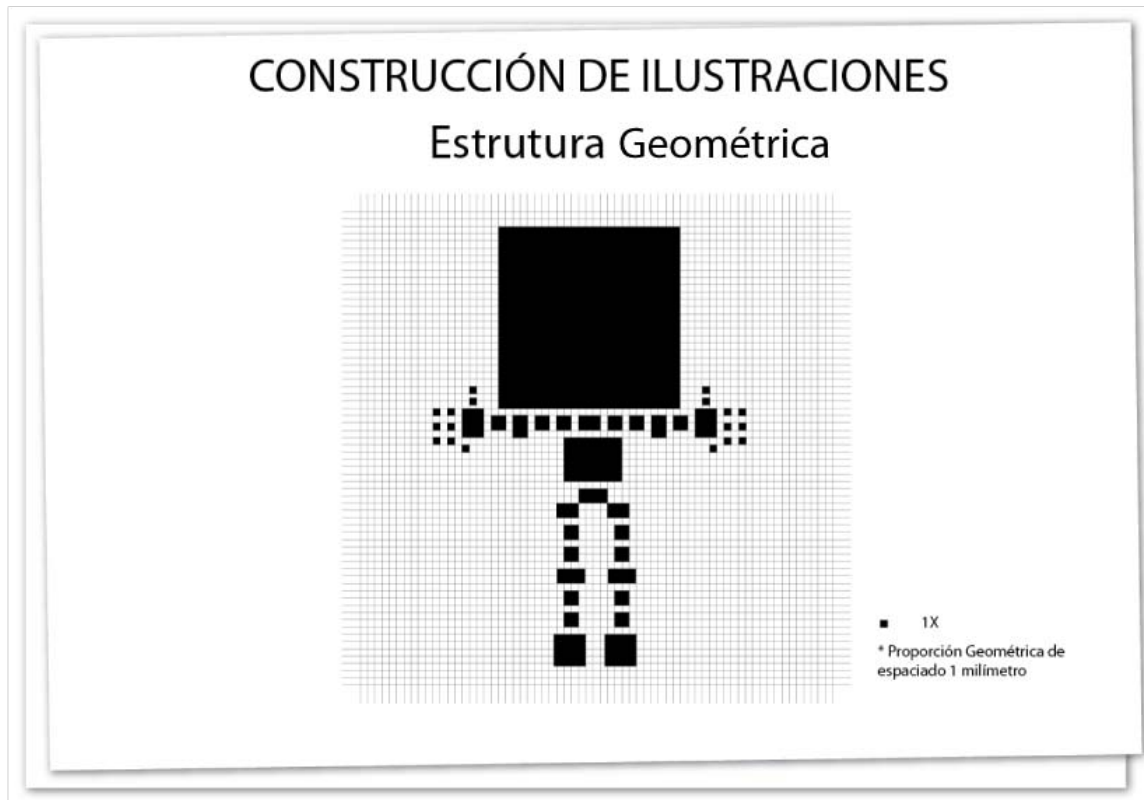 CONSTRUCCIÓN DE ILUSTRACIONES
Estrutura Geométrica
1X
* Proporción Geométrica de
espaciado 1 milímetro